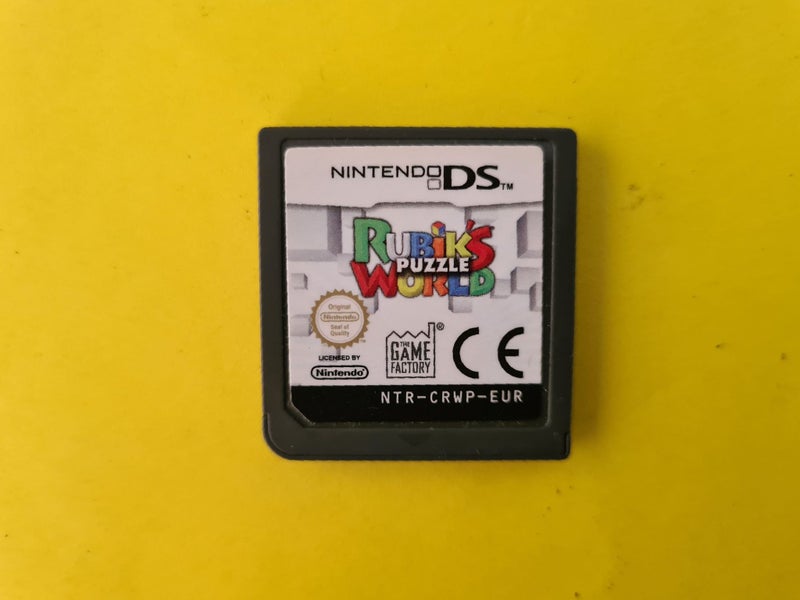 NINTENDO DS™
RUBIK'S
PUZZLE
WORLD
Original
Nintendo
Seal of
Quality
LICENSED BY
Nintendo®
THE
GAME
FACTORY®
CE
NTR-CRWP-EUR